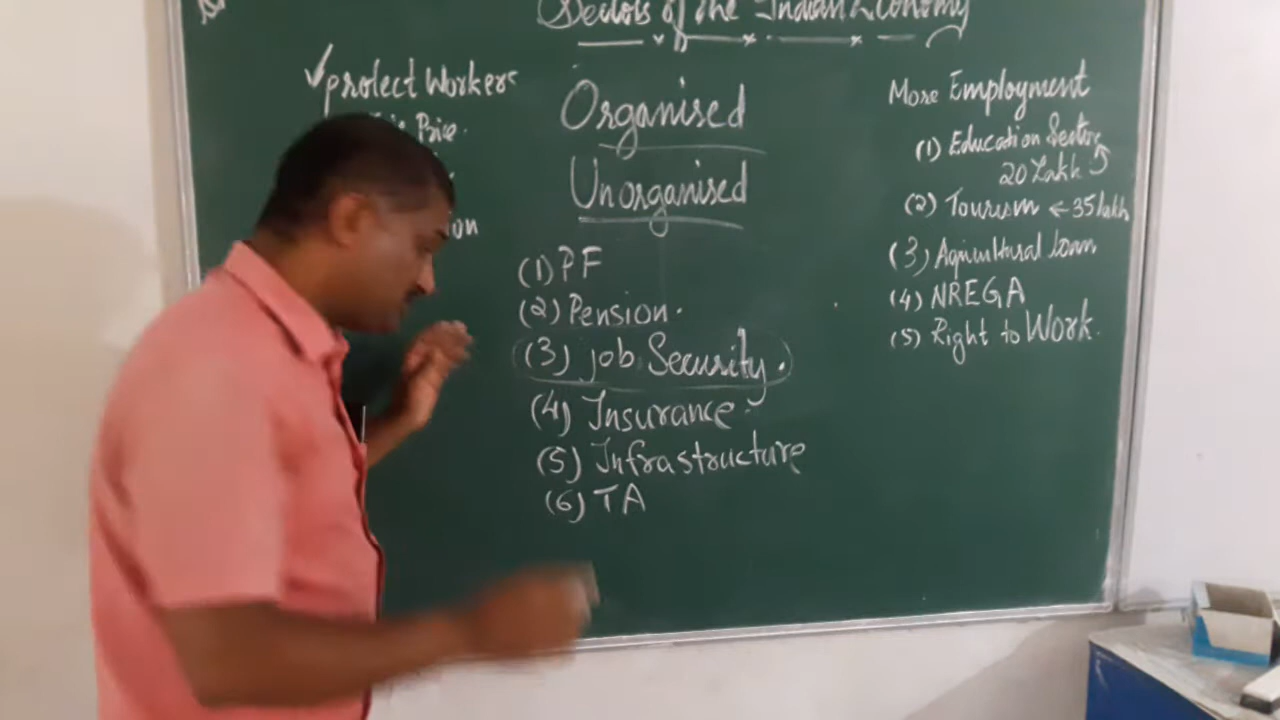 Sectors of the Indian Economy
✓ protect Workers
Price.
Organised
Unorganised
(1) PF
(2) Pension.
(3) job Security.
(4) Insurance.
(5) Infrastructure
(6) TA
More Employment
(1) Education Sector
20 Lakh
(2) Tourism ← 35 lakh
(3) Agricultural loan
(4) NREGA
(5) Right to Work.